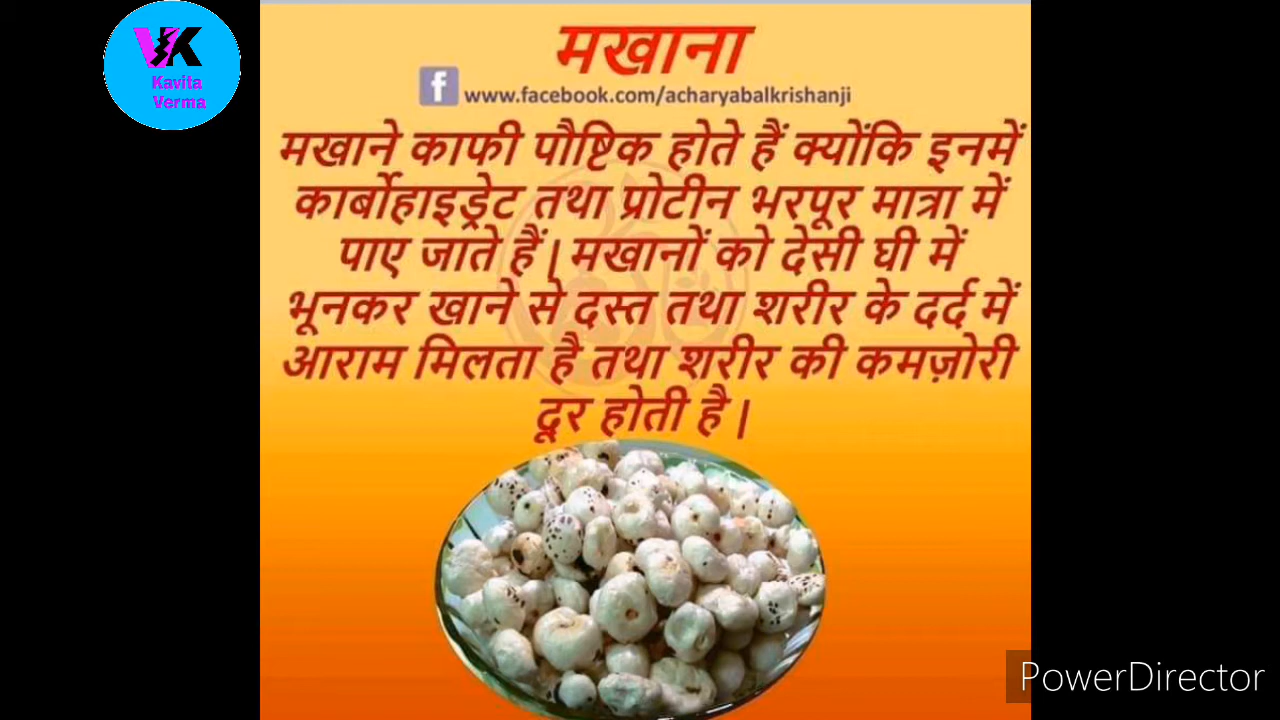 VK
Kavita
Verma
मखाना
f www.facebook.com/acharyabalkrishanji
मखाने काफी पौष्टिक होते हैं क्योंकि इनमें
कार्बोहाइड्रेट तथा प्रोटीन भरपूर मात्रा में
पाए जाते हैं | मखानों को देसी घी में
भूनकर खाने से दस्त तथा शरीर के दर्द में
आराम मिलता है तथा शरीर की कमज़ोरी
दूर होती है |
PowerDirector